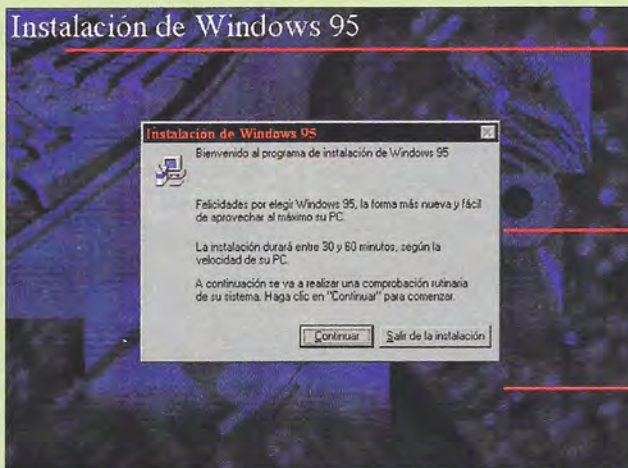 Instalación de Windows 95
Instalación de Windows 95
Bienvenido al programa de instalación de Windows 95
Felicidades por elegir Windows 95, la forma más nueva y fácil
de aprovechar al máximo su PC.
La instalación durará entre 30 y 60 minutos, según la
velocidad de su PC.
A continuación se va a realizar una comprobación rutinaria
de su sistema. Haga clic en "Continuar" para comenzar.
Continuar Salir de la instalación